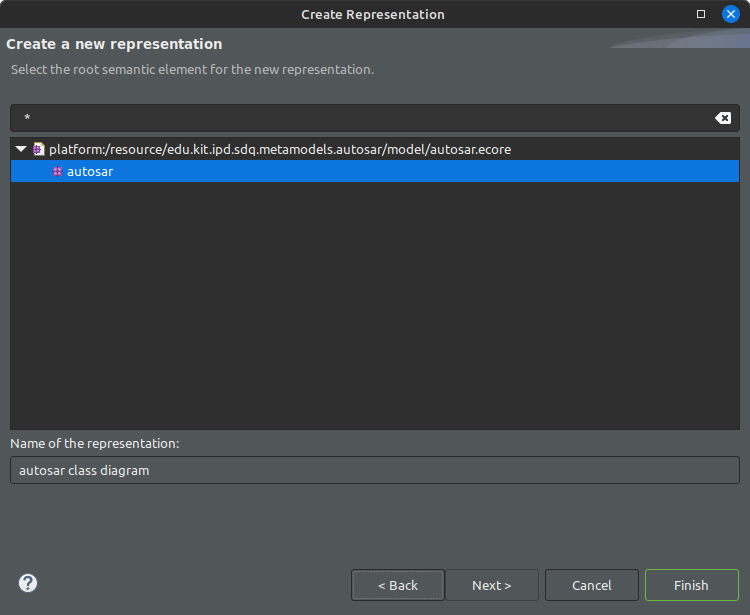 Create Representation
Create a new representation
Select the root semantic element for the new representation.
*
platform:/resource/edu.kit.ipd.sdq.metamodels.autosar/model/autosar.ecore
autosar
Name of the representation:
autosar class diagram
?
< Back
Next >
Cancel
Finish